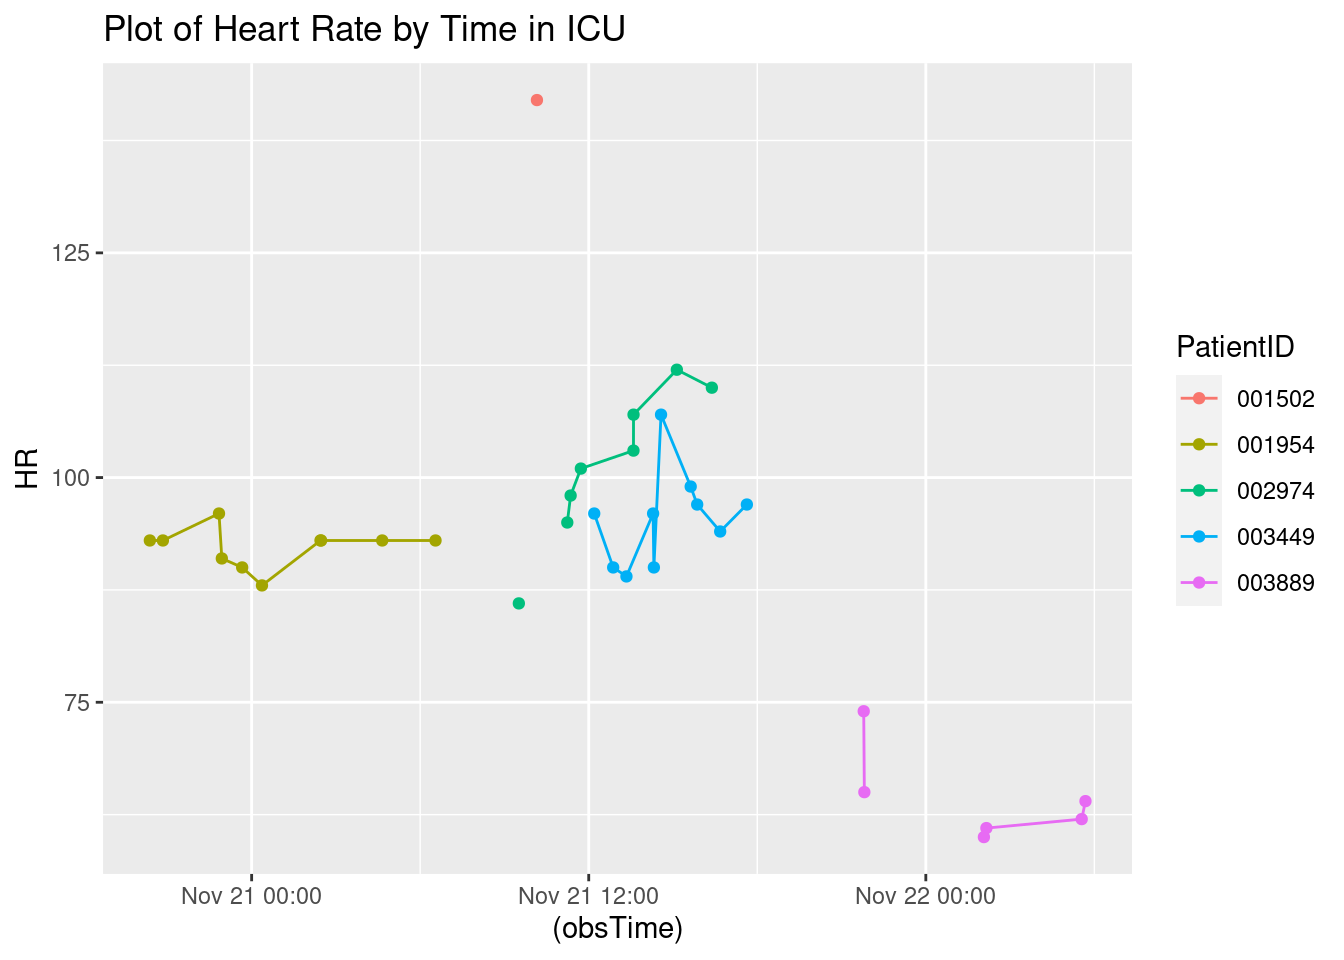 Plot of Heart Rate by Time in ICU
125
100
75
HR
Nov 21 00:00
Nov 21 12:00
Nov 22 00:00
(obsTime)
PatientID
001502
001954
002974
003449
003889